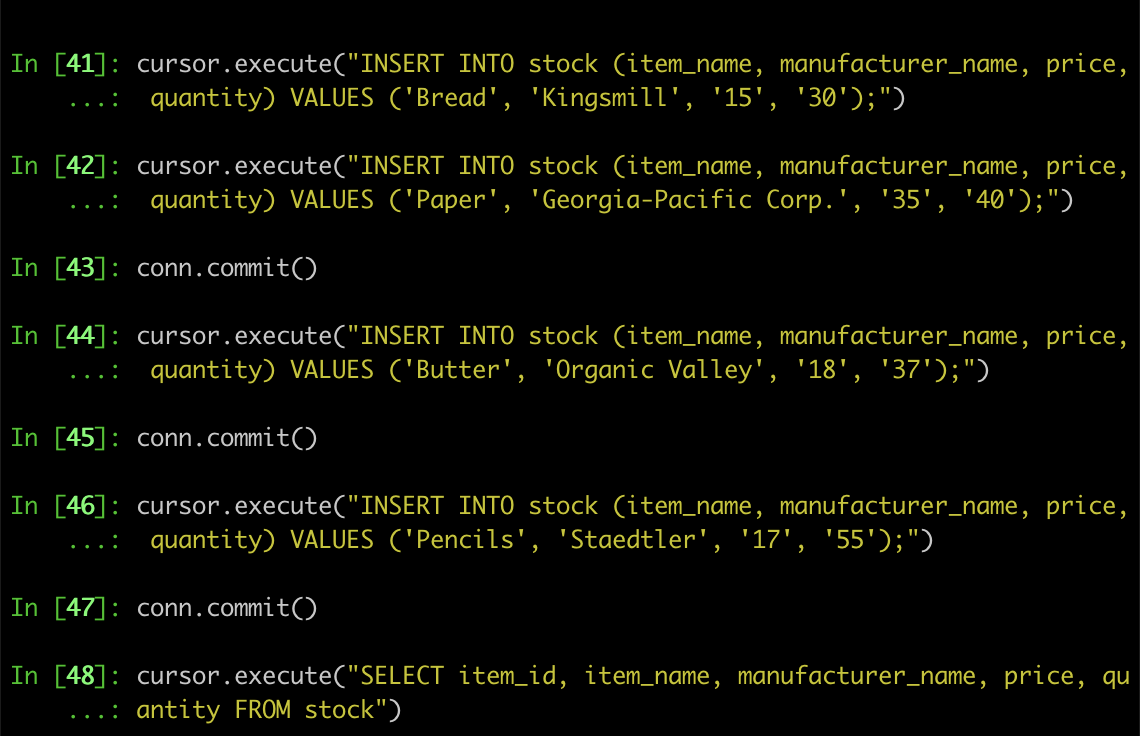 In [41]: cursor.execute("INSERT INTO stock (item_name, manufacturer_name, price,
...:  quantity) VALUES ('Bread', 'Kingsmill', '15', '30');")
In [42]: cursor.execute("INSERT INTO stock (item_name, manufacturer_name, price,
...:  quantity) VALUES ('Paper', 'Georgia-Pacific Corp.', '35', '40');")
In [43]: conn.commit()
In [44]: cursor.execute("INSERT INTO stock (item_name, manufacturer_name, price,
...:  quantity) VALUES ('Butter', 'Organic Valley', '18', '37');")
In [45]: conn.commit()
In [46]: cursor.execute("INSERT INTO stock (item_name, manufacturer_name, price,
...:  quantity) VALUES ('Pencils', 'Staedtler', '17', '55');")
In [47]: conn.commit()
In [48]: cursor.execute("SELECT item_id, item_name, manufacturer_name, price, qu
...: antity FROM stock")